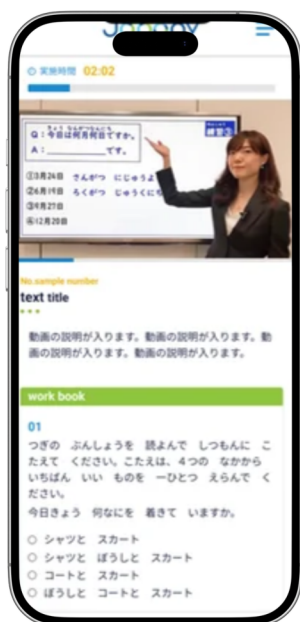 実施時間 02:02
練習③
Q：今日は何月何日ですか。
A：＿＿＿＿＿です。
①3月24日 さんがつ にじゅうよ
②6月19日 ろくがつ じゅうくにち
③9月27日
④12月20日
No.sample number
text title
動画の説明が入ります。動画の説明が入ります。動
画の説明が入ります。動画の説明が入ります。
work book
01
つぎの ぶんしょうを 読よんで しつもんに こ
たえて ください。こたえは、４つの なかから
いちばん いい ものを 一ひとつ えらんで く
ださい。
今日きょう 何なにを 着きて いますか。
シャツと スカート
シャツと ぼうしと スカート
コートと スカート
ぼうしと コートと スカート